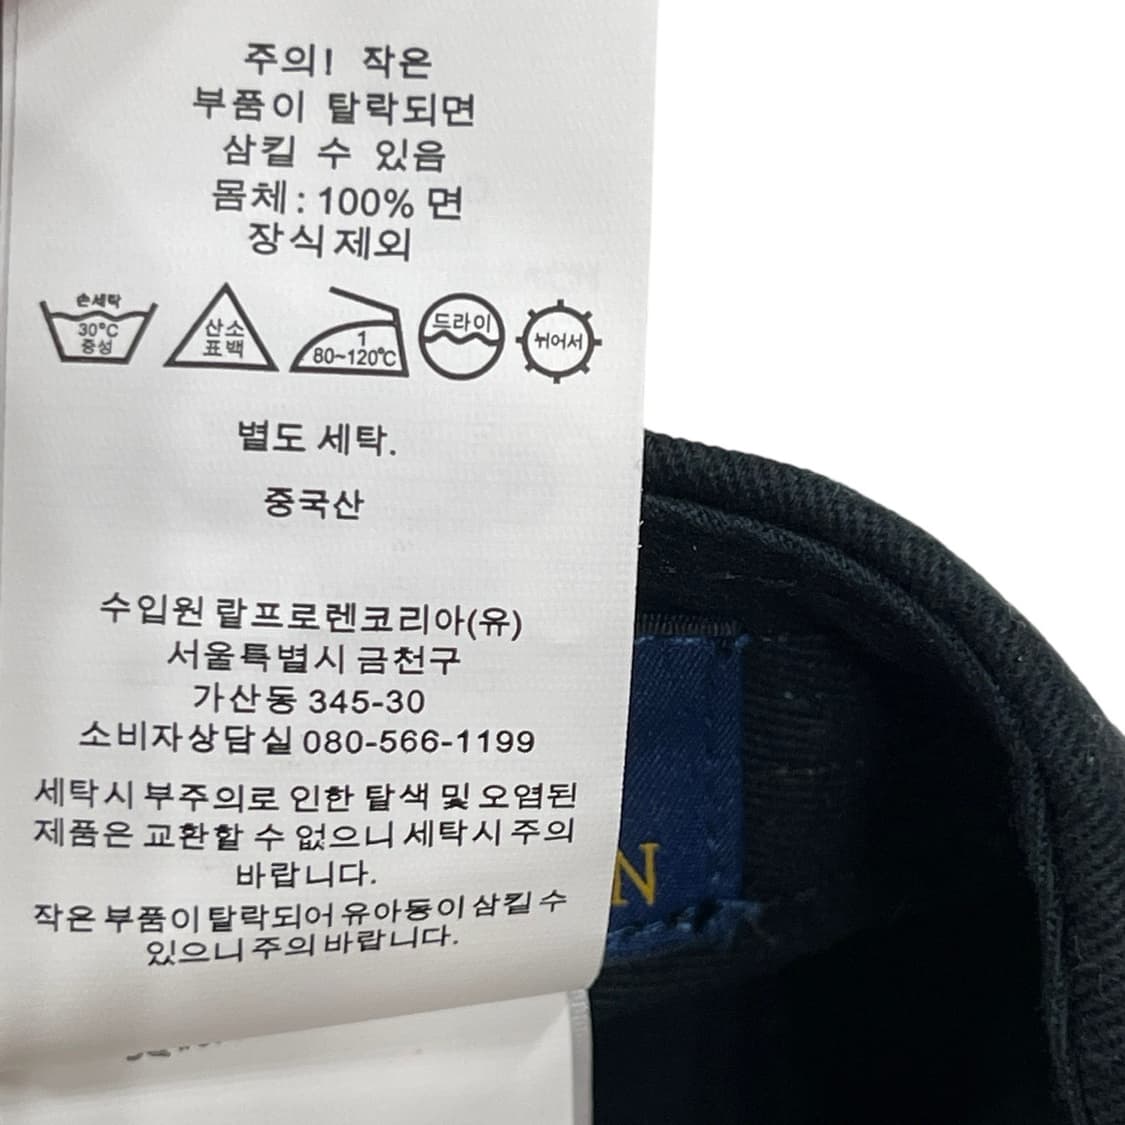 주의! 작은
부품이 탈락되면
삼킬 수 있음
몸체: 100% 면
장식제외
손세탁
30°C
중성
산소
표백
1
80~120℃
드라이
뉘어서
별도 세탁.
중국산
수입원 랄프로렌코리아(유)
서울특별시 금천구
가산동 345-30
소비자상담실 080-566-1199
세탁시 부주의로 인한 탈색 및 오염된
제품은 교환할 수 없으니 세탁시 주의
바랍니다.
작은 부품이 탈락되어 유아동이 삼킬 수
있으니 주의 바랍니다.
N